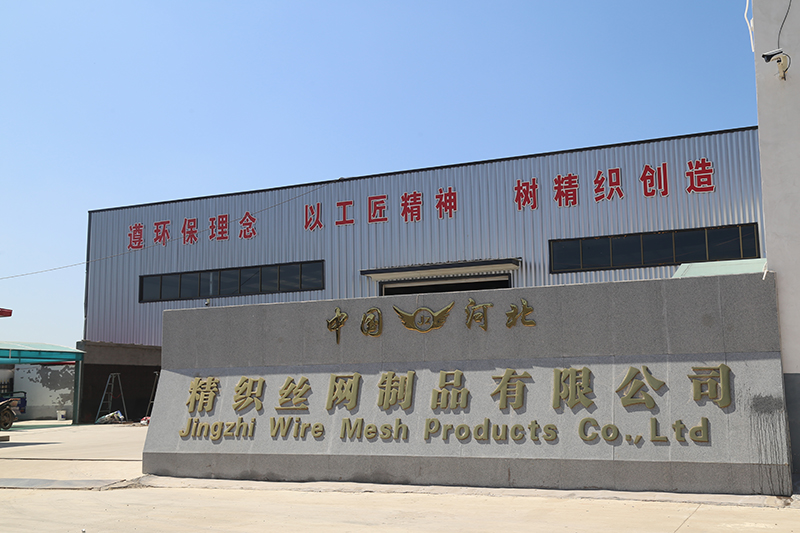 遵环保理念 以工匠精神 树精织创造
中国 河北
精织丝网制品有限公司
Jingzhi Wire Mesh Products Co.,Ltd